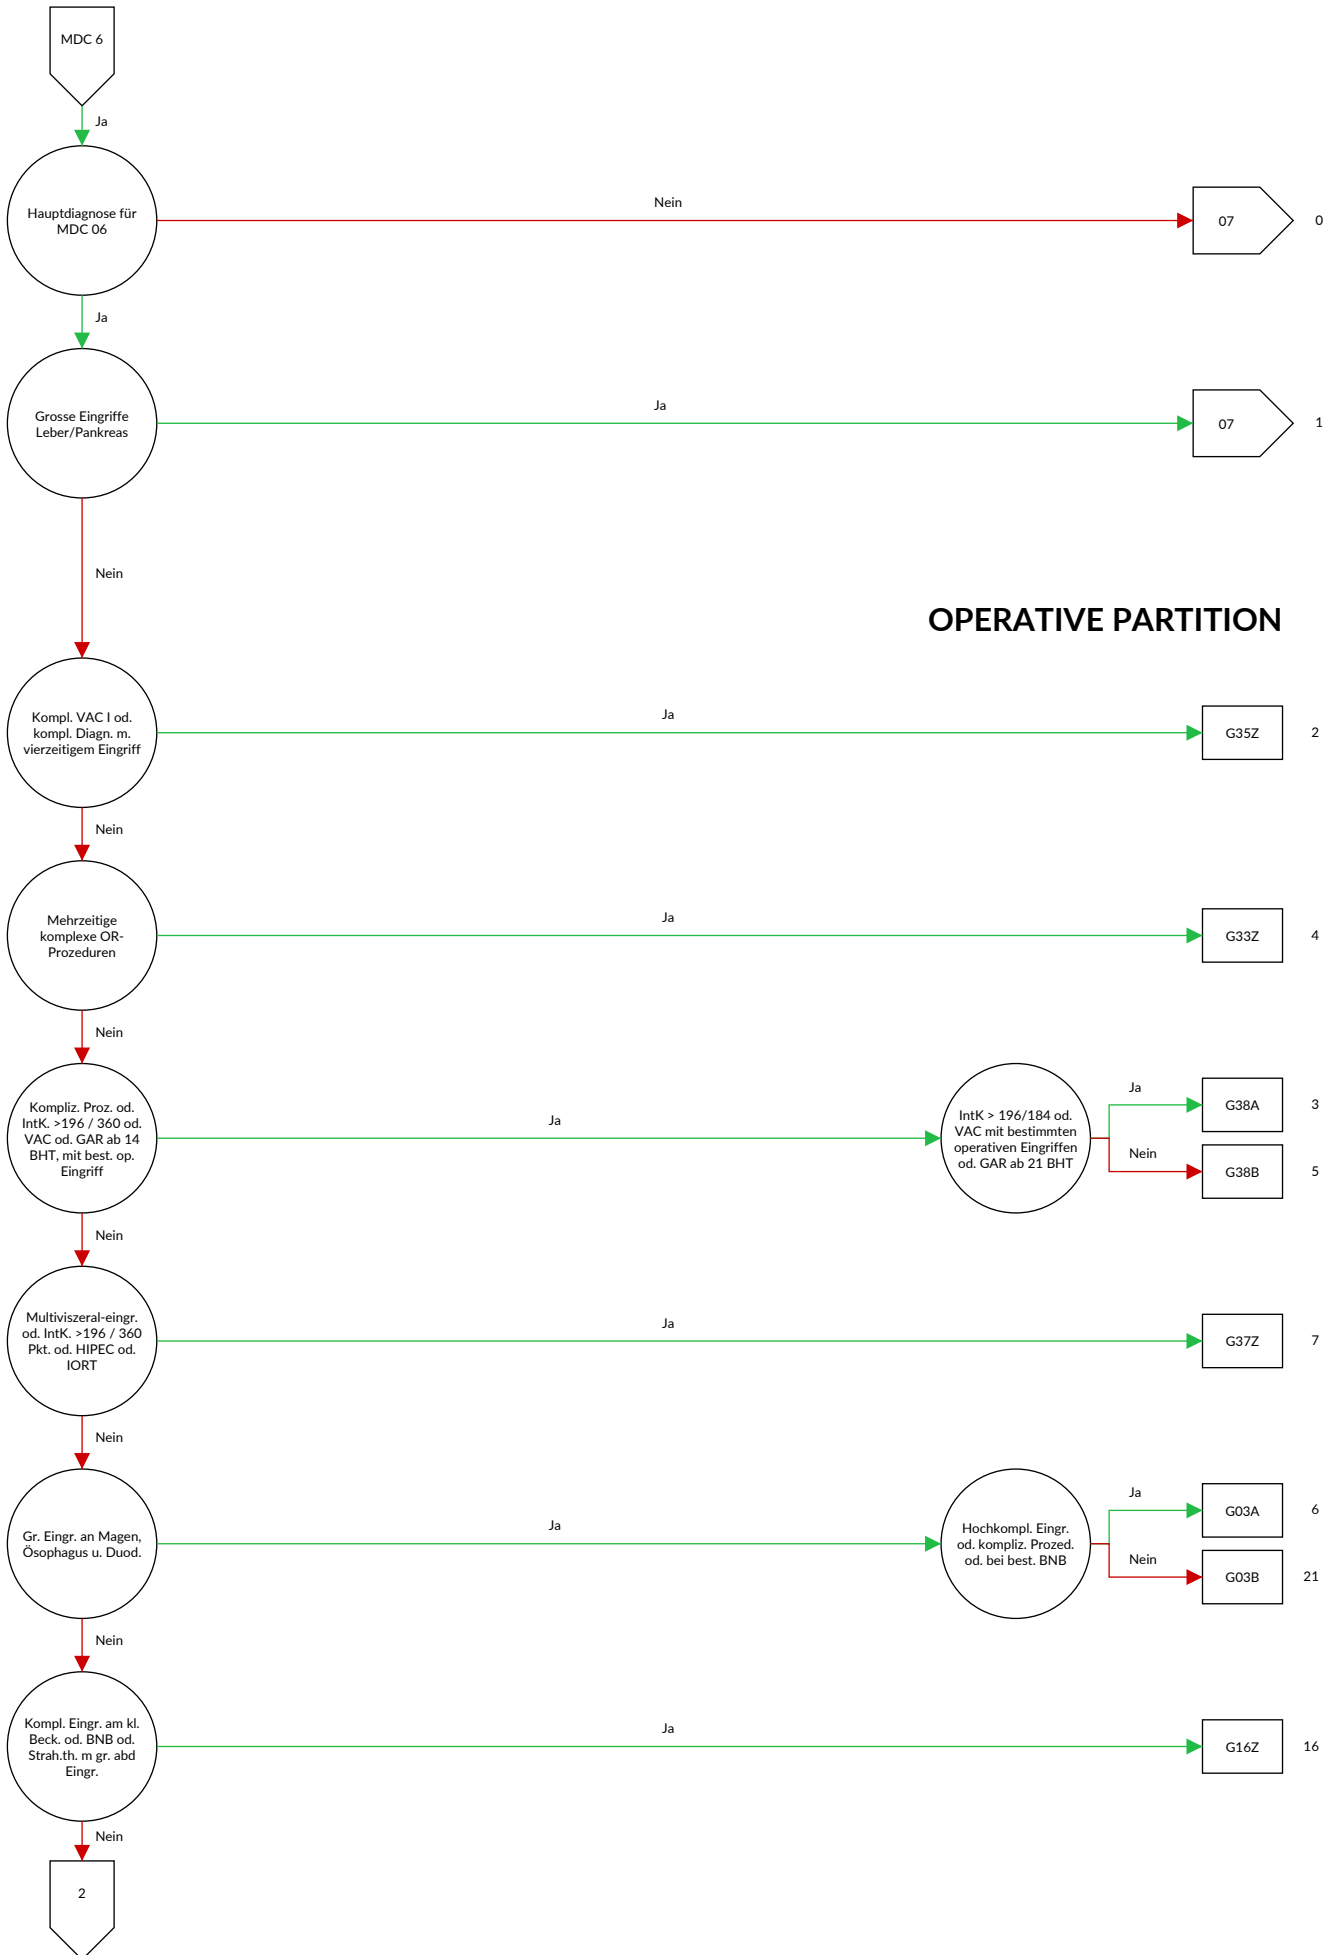 MDC 6
Ja
Hauptdiagnose für
MDC 06
Nein
07
0
Ja
Grosse Eingriffe
Leber/Pankreas
Ja
07
1
Nein
OPERATIVE PARTITION
Kompl. VAC I od.
kompl. Diagn. m.
vierzeitigem Eingriff
Ja
G35Z
2
Nein
Mehrzeitige
komplexe OR-
Prozeduren
Ja
G33Z
4
Nein
Kompliz. Proz. od.
IntK. >196 / 360 od.
VAC od. GAR ab 14
BHT, mit best. op.
Eingriff
Ja
IntK > 196/184 od.
VAC mit bestimmten
operativen Eingriffen
od. GAR ab 21 BHT
Ja
G38A
3
Nein
G38B
5
Nein
Multiviszeral-eingr.
od. IntK. >196 / 360
Pkt. od. HIPEC od.
IORT
Ja
G37Z
7
Nein
Gr. Eingr. an Magen,
Ösophagus u. Duod.
Ja
Hochkompl. Eingr.
od. kompliz. Prozed.
od. bei best. BNB
Ja
G03A
6
Nein
G03B
21
Nein
Kompl. Eingr. am kl.
Beck. od. BNB od.
Strah.th. m gr. abd
Eingr.
Ja
G16Z
16
Nein
2